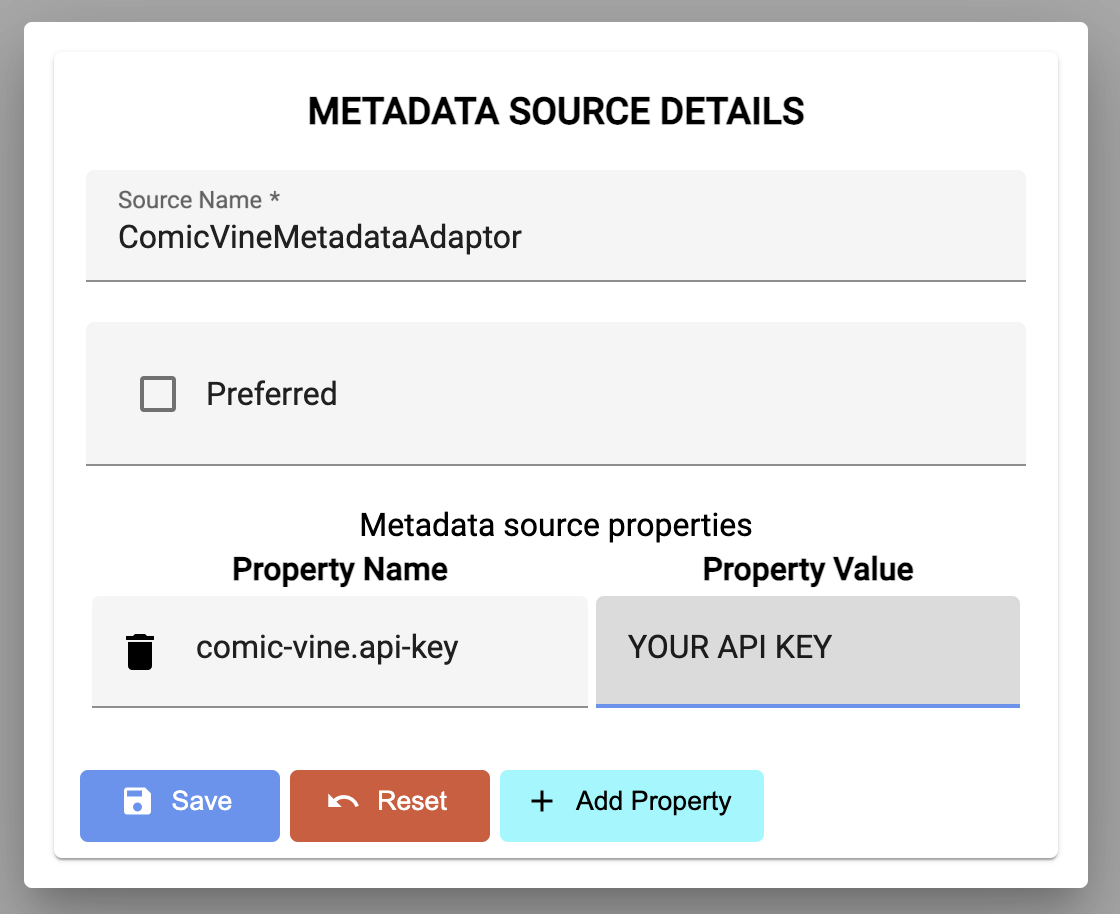 METADATA SOURCE DETAILS
Source Name *
ComicVineMetadataAdaptor
Preferred
Metadata source properties
Property Name Property Value
comic-vine.api-key YOUR API KEY
Save Reset Add Property